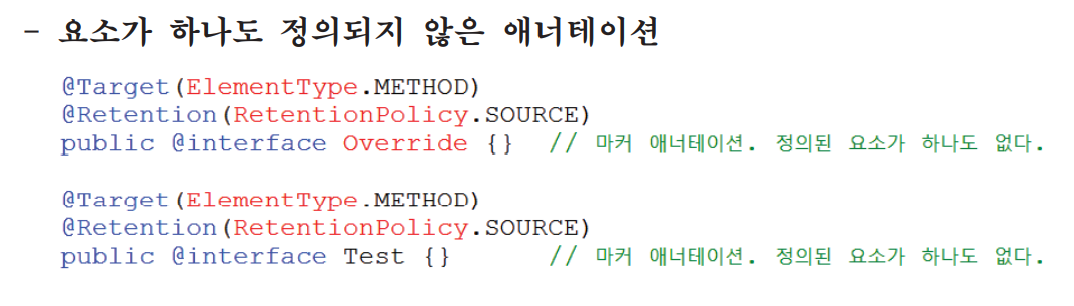 - 요소가 하나도 정의되지 않은 애너테이션
@Target(ElementType.METHOD)
@Retention(RetentionPolicy.SOURCE)
public @interface Override {}  // 마커 애너테이션. 정의된 요소가 하나도 없다.
@Target(ElementType.METHOD)
@Retention(RetentionPolicy.SOURCE)
public @interface Test {}      // 마커 애너테이션. 정의된 요소가 하나도 없다.